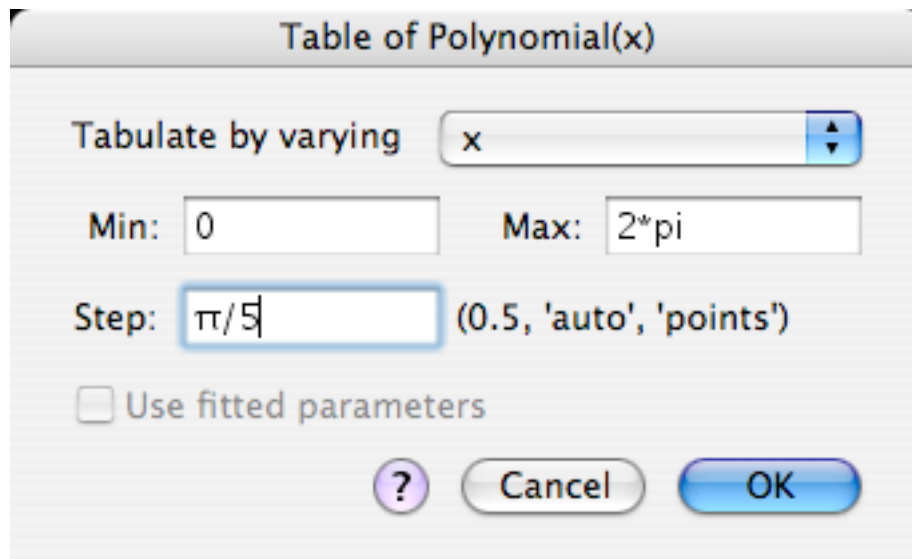 Table of Polynomial(x)
Tabulate by varying x
Min: 0 Max: 2*pi
Step: π/5 (0.5, 'auto', 'points')
Use fitted parameters
? Cancel OK